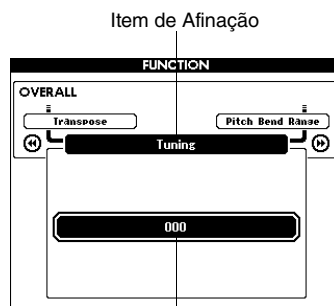 Item de Afinação
FUNCTION
OVERALL
Transpose
Pitch Bend Range
Tuning
000